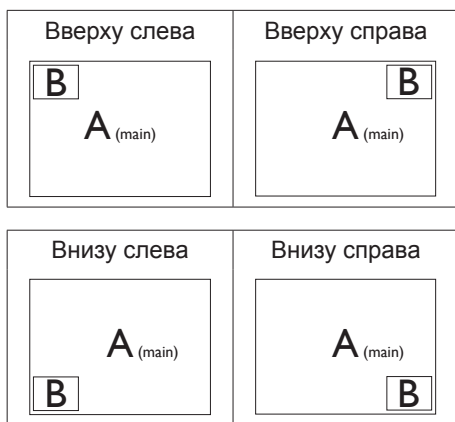 Вверху слева Вверху справа
B B
A (main) A (main)
Внизу слева Внизу справа
A (main) A (main)
B B